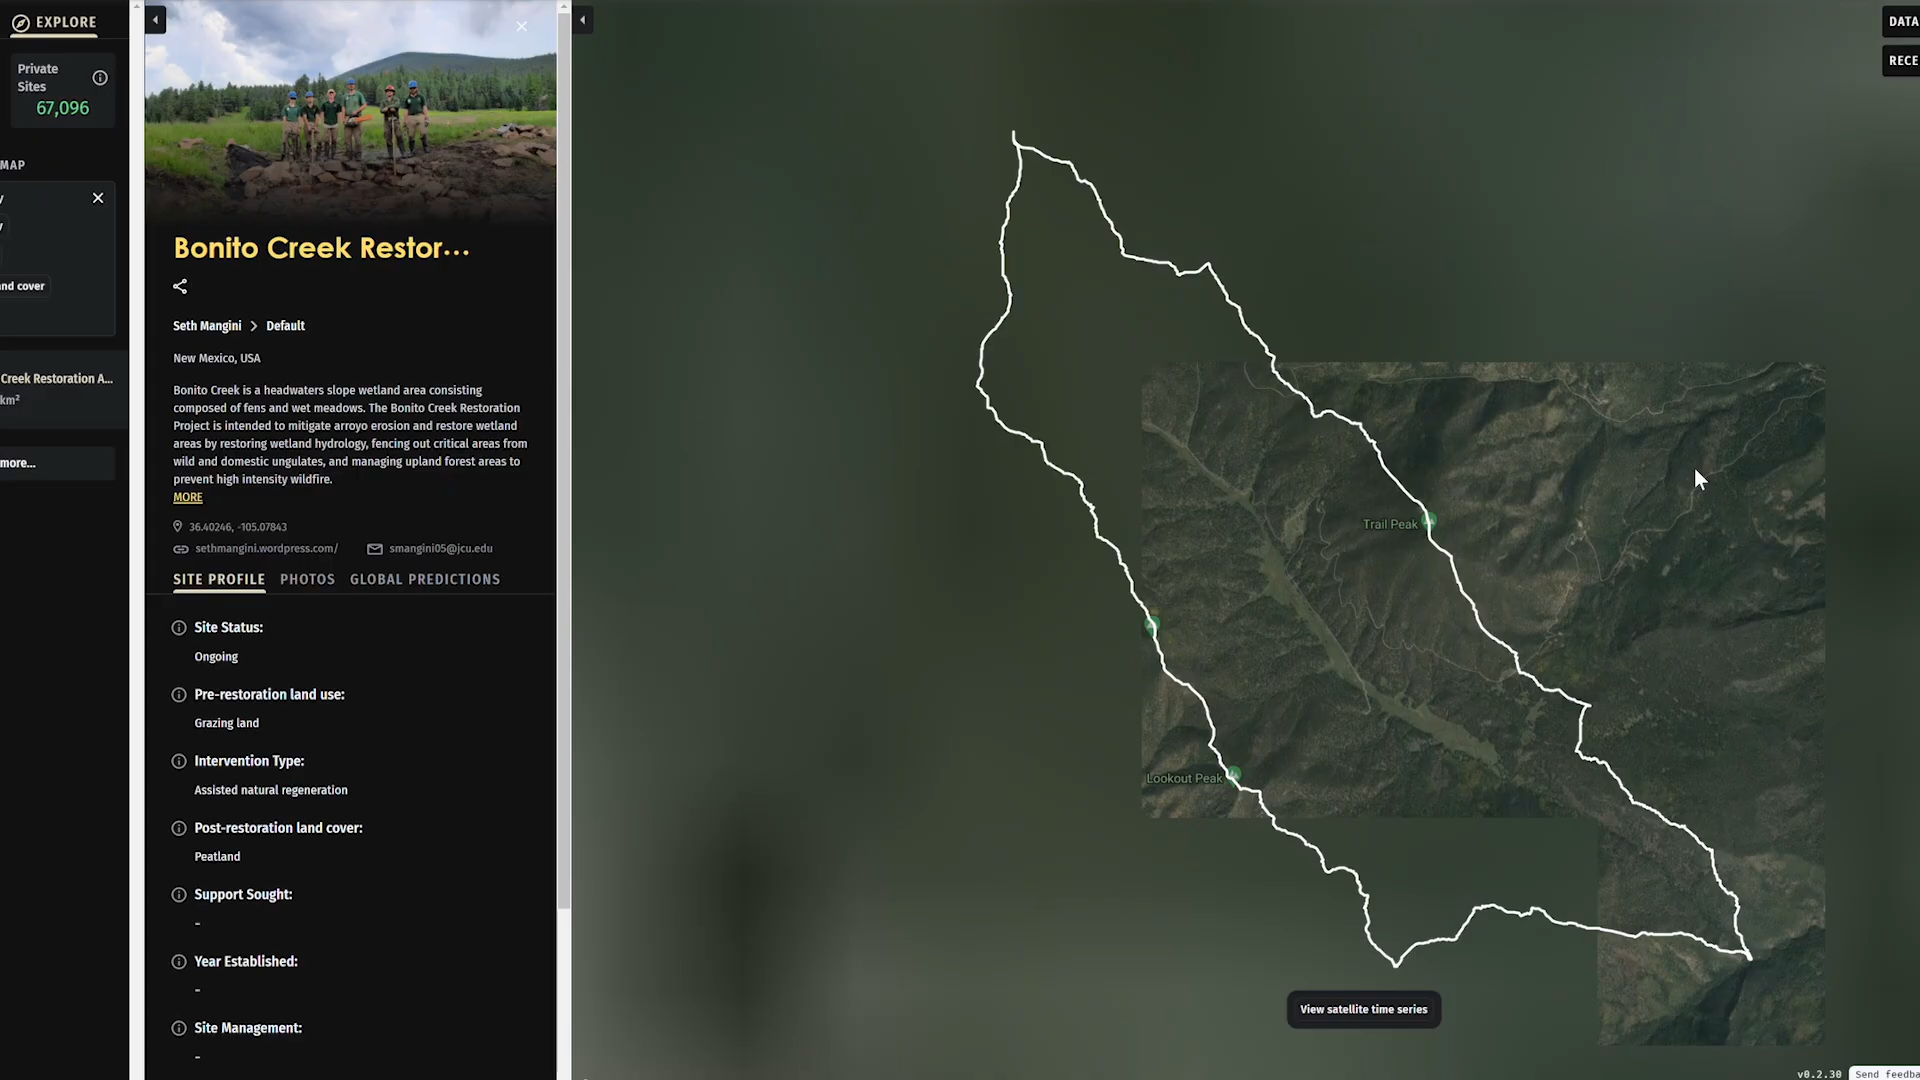 EXPLORE
Private
Sites
67,096
MAP
nd cover
Creek Restoration A...
km²
more...
Bonito Creek Restor...
Seth Mangini > Default
New Mexico, USA
Bonito Creek is a headwaters slope wetland area consisting
composed of fens and wet meadows. The Bonito Creek Restoration
Project is intended to mitigate arroyo erosion and restore wetland
areas by restoring wetland hydrology, fencing out critical areas from
wild and domestic ungulates, and managing upland forest areas to
prevent high intensity wildfire.
MORE
36.40246, -105.07843
sethmangini.wordpress.com/ smangini05@jcu.edu
SITE PROFILE PHOTOS GLOBAL PREDICTIONS
Site Status:
Ongoing
Pre-restoration land use:
Grazing land
Intervention Type:
Assisted natural regeneration
Post-restoration land cover:
Peatland
Support Sought:
-
Year Established:
-
Site Management:
-
DATA
RECE
Trail Peak
Lookout Peak
View satellite time series
v0.2.30 Send feedba